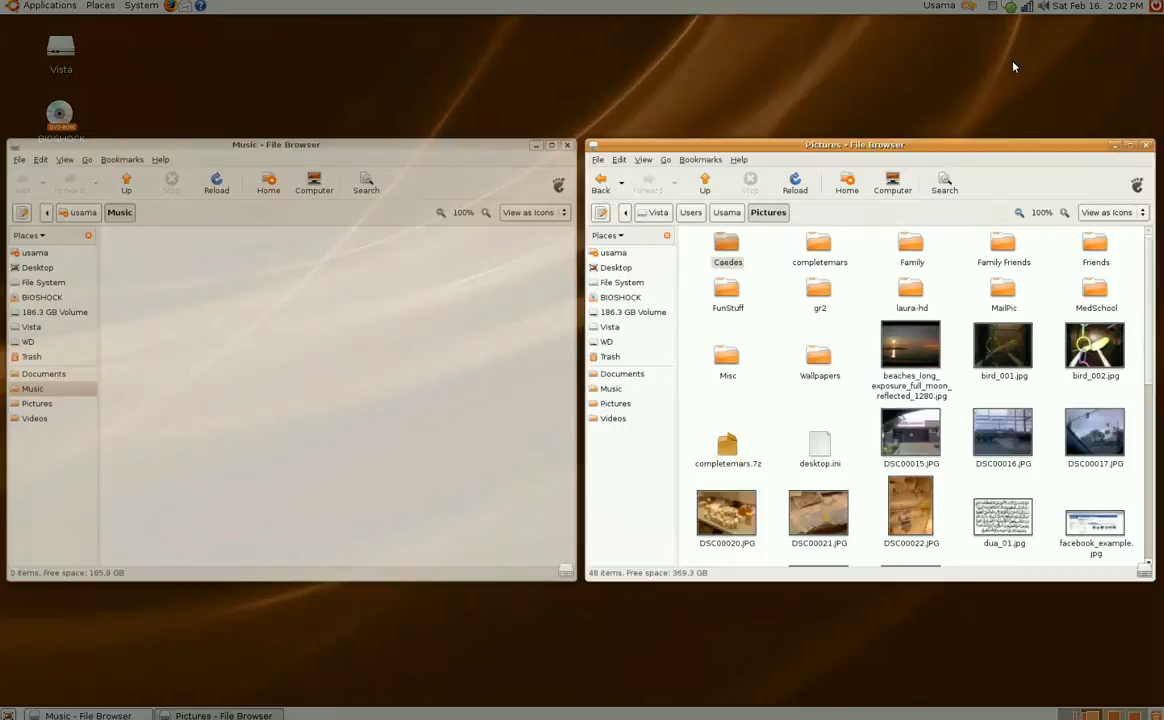 Applications Places System
Usama
Sat Feb 16, 2:02 PM
Vista
DVD-ROM
BIOSHOCK
Music - File Browser
File Edit View Go Bookmarks Help
Back Forward Up Stop Reload Home Computer Search
usama Music
100% View as Icons
Places
usama
Desktop
File System
BIOSHOCK
186.3 GB Volume
Vista
WD
Trash
Documents
Music
Pictures
Videos
0 items, Free space: 165.9 GB
Pictures - File Browser
File Edit View Go Bookmarks Help
Back Forward Up Stop Reload Home Computer Search
Vista Users Usama Pictures
100% View as Icons
Places
usama
Desktop
File System
BIOSHOCK
186.3 GB Volume
Vista
WD
Trash
Documents
Music
Pictures
Videos
Caedes completemars Family Family Friends Friends
FunStuff gr2 laura-hd MailPic MedSchool
Misc Wallpapers beaches_long_
exposure_full_moon_
reflected_1280.jpg
bird_001.jpg bird_002.jpg
completemars.7z desktop.ini DSC00015.JPG DSC00016.JPG DSC00017.JPG
DSC00020.JPG DSC00021.JPG DSC00022.JPG dua_01.jpg facebook_example.
jpg
48 items, Free space: 369.3 GB
Music - File Browser Pictures - File Browser